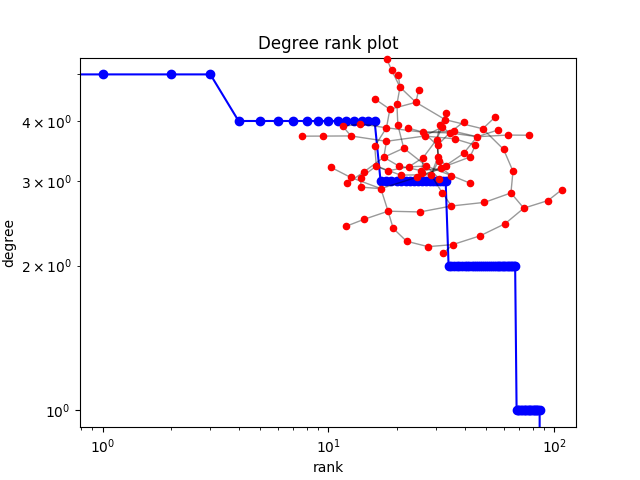 Degree rank plot
degree
4 × 10⁰
3 × 10⁰
2 × 10⁰
10⁰
10⁰ 10¹ 10²
rank